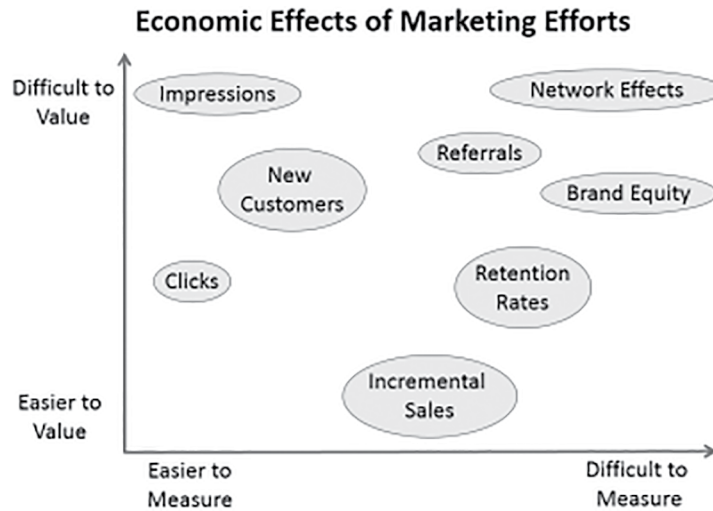 Economic Effects of Marketing Efforts
Difficult to
Value
Impressions
Network Effects
Referrals
New
Customers
Brand Equity
Clicks
Retention
Rates
Incremental
Sales
Easier to
Value
Easier to
Measure
Difficult to
Measure